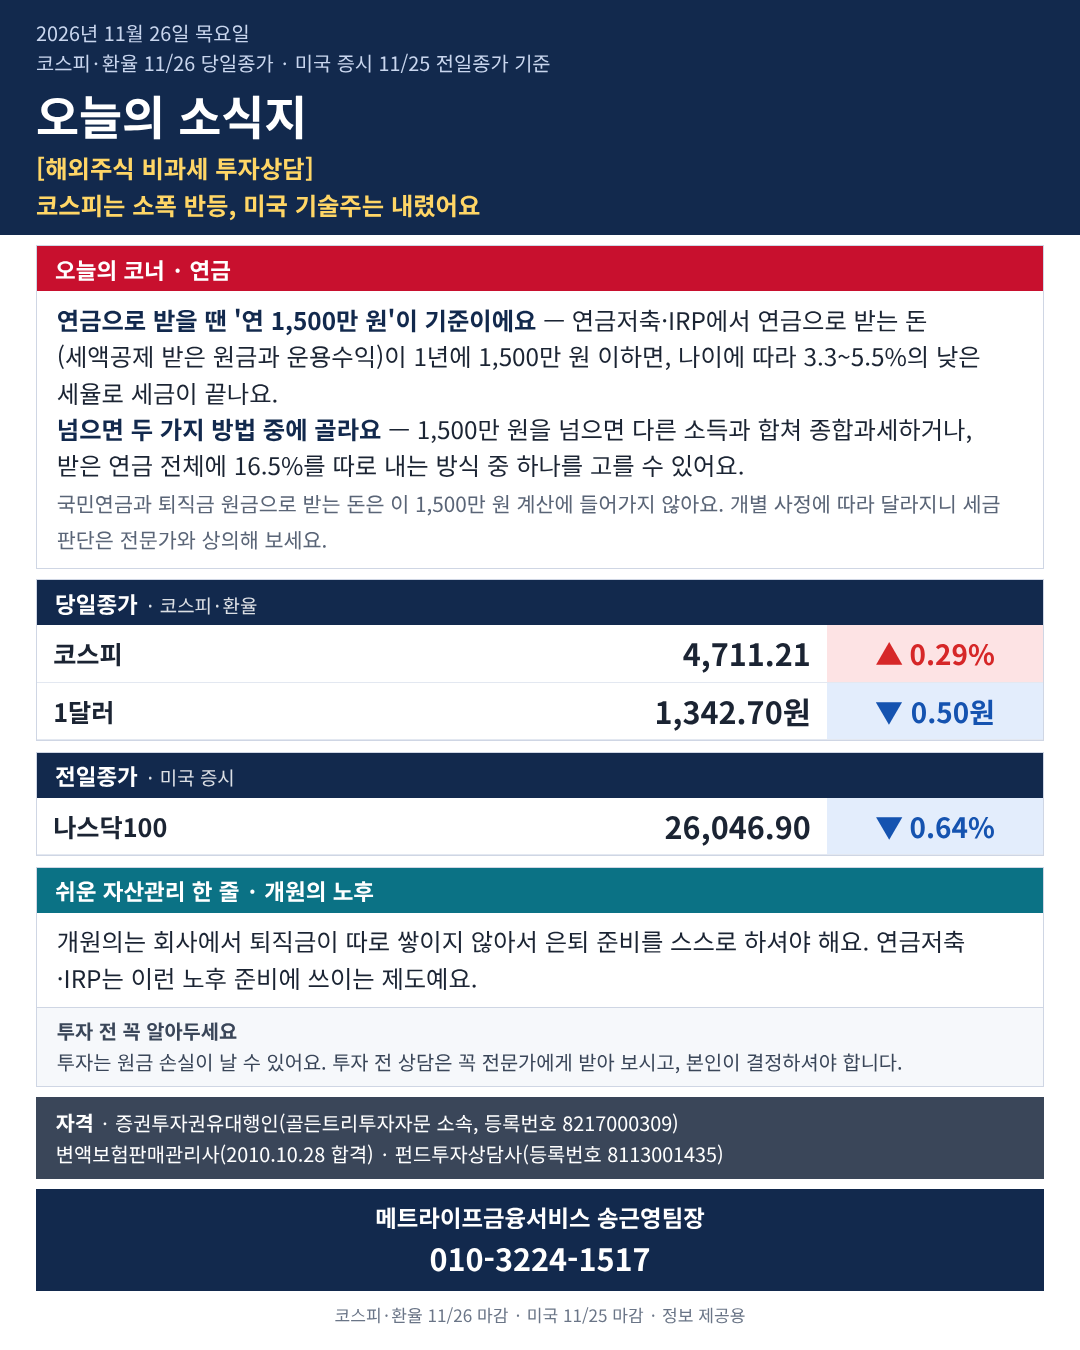 2026년 11월 26일 목요일
코스피·환율 11/26 당일종가 · 미국 증시 11/25 전일종가 기준
오늘의 소식지
[해외주식 비과세 투자상담]
코스피는 소폭 반등, 미국 기술주는 내렸어요
오늘의 코너 · 연금
연금으로 받을 땐 '연 1,500만 원'이 기준이에요 — 연금저축·IRP에서 연금으로 받는 돈
(세액공제 받은 원금과 운용수익)이 1년에 1,500만 원 이하면, 나이에 따라 3.3~5.5%의 낮은
세율로 세금이 끝나요.
넘으면 두 가지 방법 중에 골라요 — 1,500만 원을 넘으면 다른 소득과 합쳐 종합과세하거나,
받은 연금 전체에 16.5%를 따로 내는 방식 중 하나를 고를 수 있어요.
국민연금과 퇴직금 원금으로 받는 돈은 이 1,500만 원 계산에 들어가지 않아요. 개별 사정에 따라 달라지니 세금
판단은 전문가와 상의해 보세요.
당일종가 · 코스피·환율
코스피 4,711.21 ▲ 0.29%
1달러 1,342.70원 ▼ 0.50원
전일종가 · 미국 증시
나스닥100 26,046.90 ▼ 0.64%
쉬운 자산관리 한 줄 · 개원의 노후
개원의는 회사에서 퇴직금이 따로 쌓이지 않아서 은퇴 준비를 스스로 하셔야 해요. 연금저축
·IRP는 이런 노후 준비에 쓰이는 제도예요.
투자 전 꼭 알아두세요
투자는 원금 손실이 날 수 있어요. 투자 전 상담은 꼭 전문가에게 받아 보시고, 본인이 결정하셔야 합니다.
자격 · 증권투자권유대행인(골든트리투자자문 소속, 등록번호 8217000309)
변액보험판매관리사(2010.10.28 합격) · 펀드투자상담사(등록번호 8113001435)
메트라이프금융서비스 송근영팀장
010-3224-1517
코스피·환율 11/26 마감 · 미국 11/25 마감 · 정보 제공용